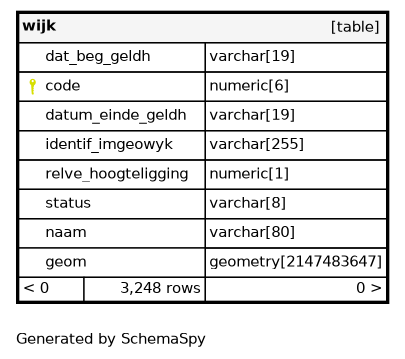 wijk [table]
dat_beg_geldh varchar[19]
code numeric[6]
datum_einde_geldh varchar[19]
identif_imgeowyk varchar[255]
relve_hoogteligging numeric[1]
status varchar[8]
naam varchar[80]
geom geometry[2147483647]
< 0 3,248 rows 0 >
Generated by SchemaSpy